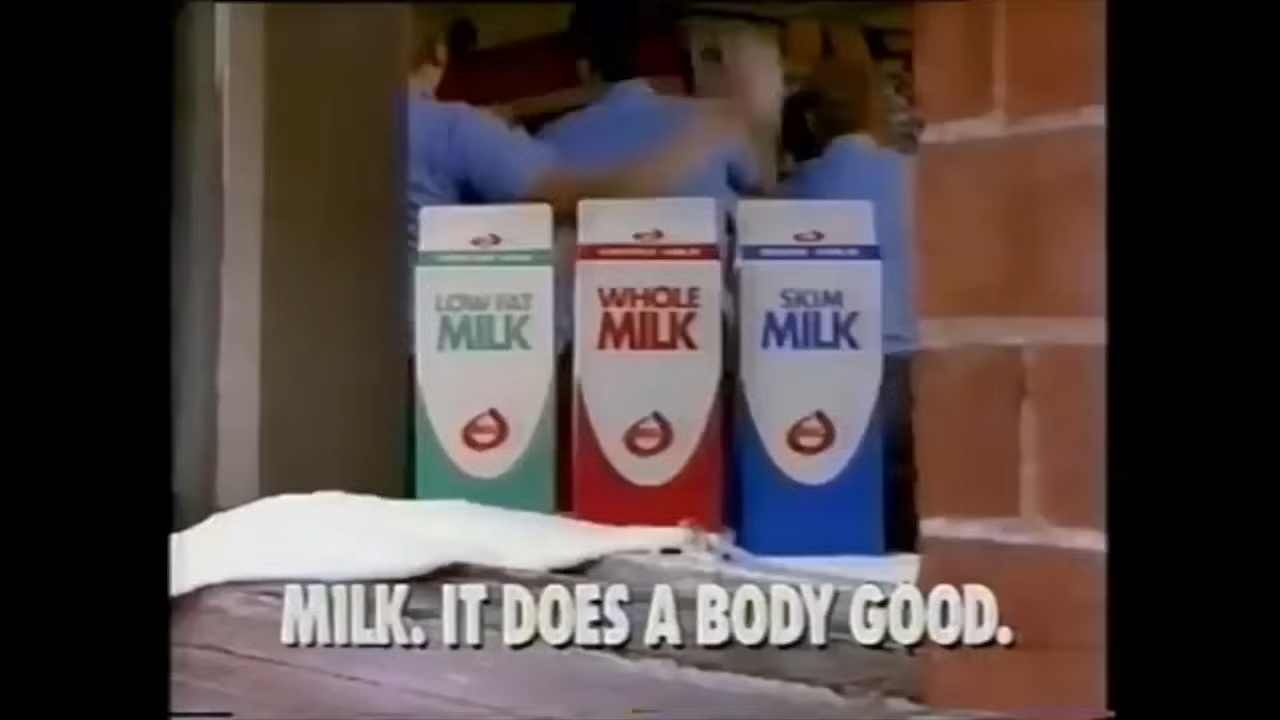 LOW FAT
MILK
WHOLE
MILK
SKIM
MILK
MILK. IT DOES A BODY GOOD.